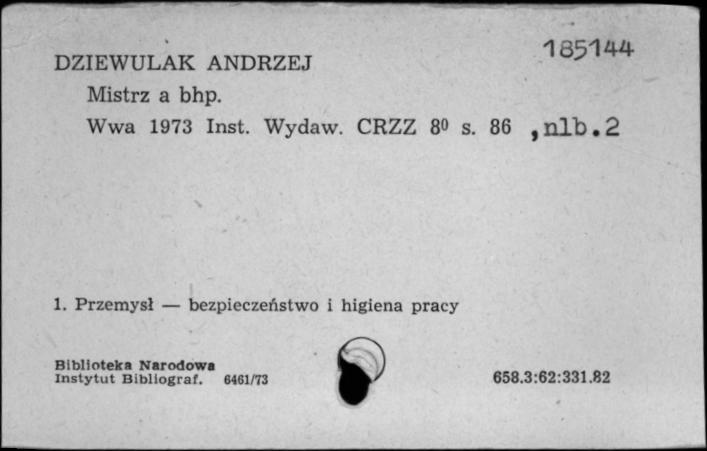 185144
DZIEWULAK ANDRZEJ
Mistrz a bhp.
Wwa 1973 Inst. Wydaw. CRZZ 8⁰ s. 86 ,nlb.2
1. Przemysł — bezpieczeństwo i higiena pracy
Biblioteka Narodowa
Instytut Bibliograf. 6461/73
658.3:62:331.82